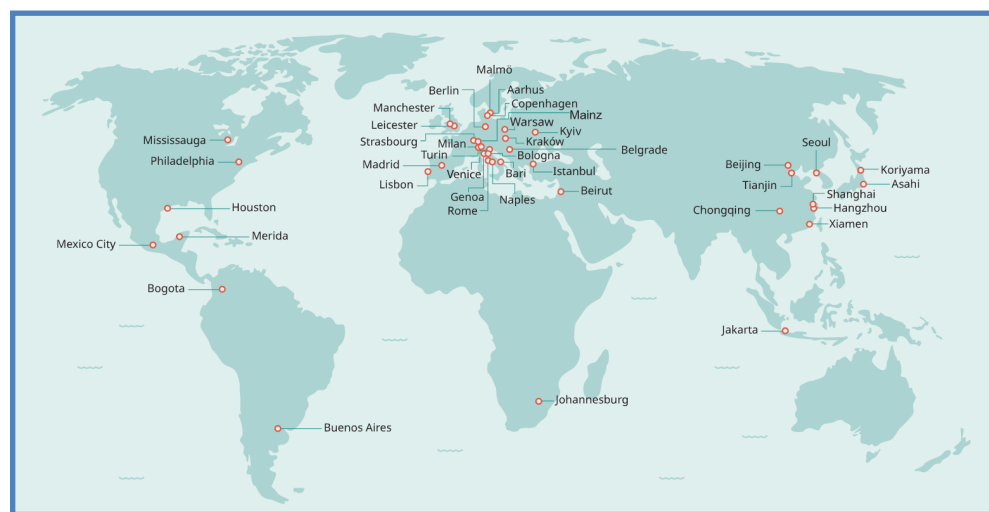 Malmö
Berlin
Aarhus
Copenhagen
Manchester
Mainz
Leicester
Warsaw
Kyiv
Strasbourg
Milan
Kraków
Mississauga
Belgrade
Seoul
Turin
Bologna
Philadelphia
Madrid
Venice
Bari
Istanbul
Beijing
Koriyama
Lisbon
Tianjin
Asahi
Genoa
Naples
Beirut
Shanghai
Rome
Houston
Chongqing
Hangzhou
Xiamen
Merida
Mexico City
Bogota
Jakarta
Johannesburg
Buenos Aires